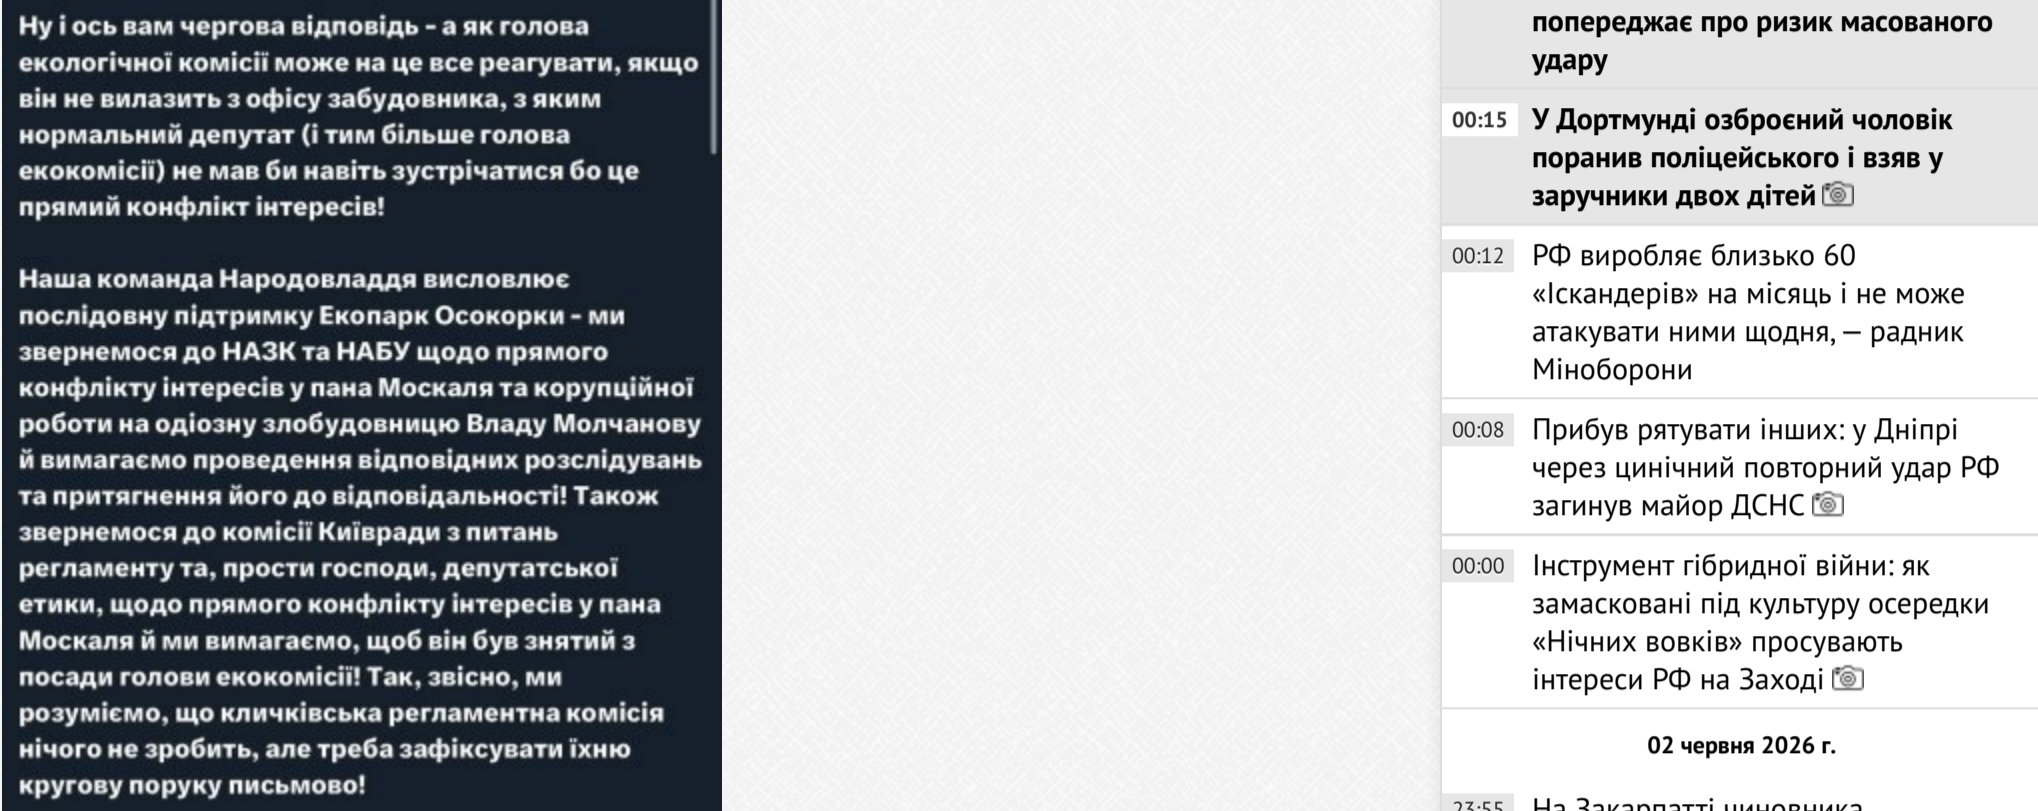 Ну і ось вам чергова відповідь - а як голова
екологічної комісії може на це все реагувати, якщо
він не вилазить з офісу забудовника, з яким
нормальний депутат (і тим більше голова
екокомісії) не мав би навіть зустрічатися бо це
прямий конфлікт інтересів!
Наша команда Народовладдя висловлює
послідовну підтримку Екопарк Осокорки - ми
звернемося до НАЗК та НАБУ щодо прямого
конфлікту інтересів у пана Москаля та корупційної
роботи на одіозну злобудовницю Владу Молчанову
й вимагаємо проведення відповідних розслідувань
та притягнення його до відповідальності! Також
звернемося до комісії Київради з питань
регламенту та, прости господи, депутатської
етики, щодо прямого конфлікту інтересів у пана
Москаля й ми вимагаємо, щоб він був знятий з
посади голови екокомісії! Так, звісно, ми
розуміємо, що кличківська регламентна комісія
нічого не зробить, але треба зафіксувати їхню
кругову поруку письмово!
попереджає про ризик масованого
удару
00:15 У Дортмунді озброєний чоловік
поранив поліцейського і взяв у
заручники двох дітей
00:12 РФ виробляє близько 60
«Іскандерів» на місяць і не може
атакувати ними щодня, — радник
Міноборони
00:08 Прибув рятувати інших: у Дніпрі
через цинічний повторний удар РФ
загинув майор ДСНС
00:00 Інструмент гібридної війни: як
замасковані під культуру осередки
«Нічних вовків» просувають
інтереси РФ на Заході
02 червня 2026 г.
23:55 На Закарпатті чиновника